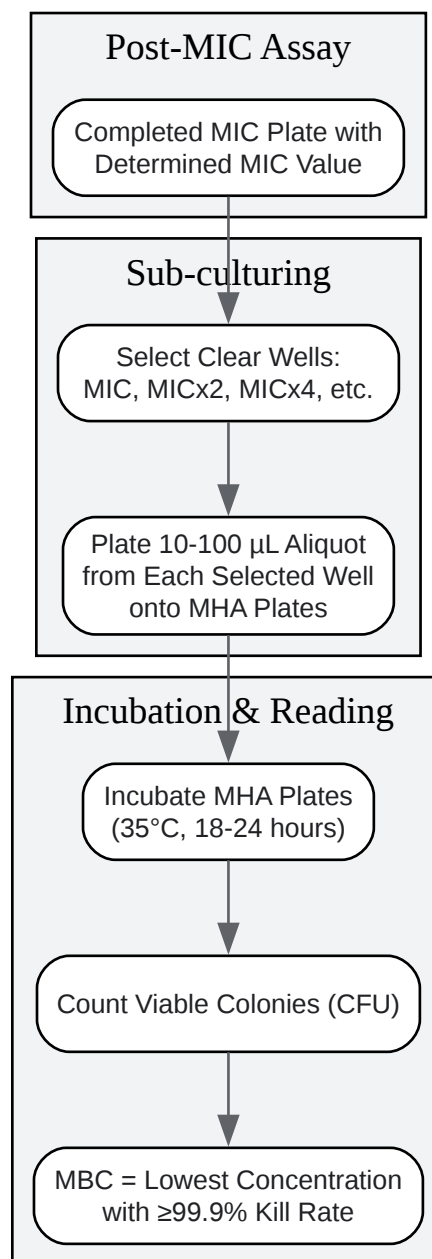 Post-MIC Assay
Completed MIC Plate with
Determined MIC Value
Sub-culturing
Select Clear Wells:
MIC, MICx2, MICx4, etc.
Plate 10-100 µL Aliquot
from Each Selected Well
onto MHA Plates
Incubation & Reading
Incubate MHA Plates
(35°C, 18-24 hours)
Count Viable Colonies (CFU)
MBC = Lowest Concentration
with ≥99.9% Kill Rate